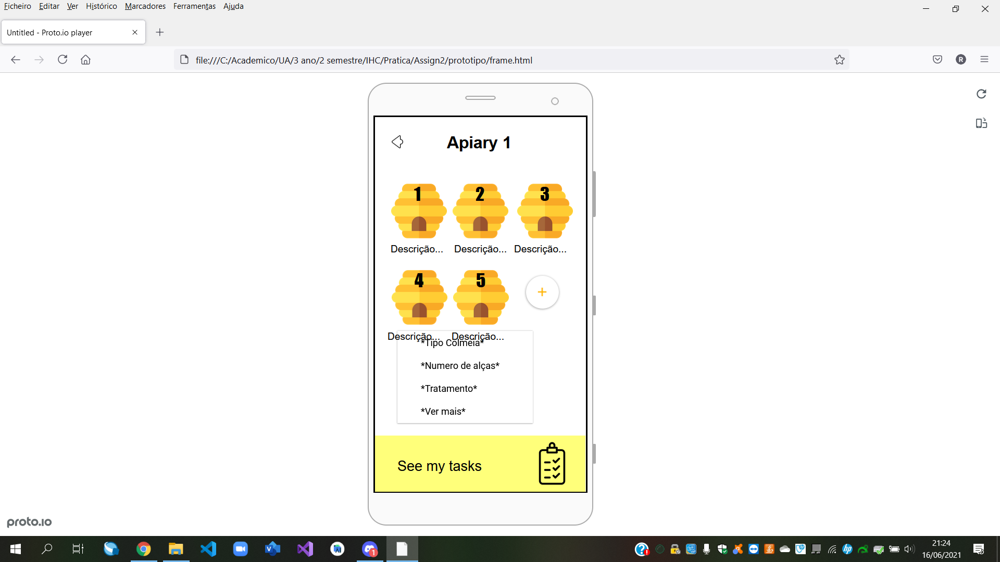 Ficheiro Editar Ver Histórico Marcadores Ferramentas Ajuda
Untitled - Proto.io player
file:///C:/Academico/UA/3 ano/2 semestre/IHC/Pratica/Assign2/prototipo/frame.html
R
Apiary 1
1 2 3
Descrição... Descrição... Descrição...
4 5
+
Descrição... Descrição...
*Tipo Colmeia*
*Numero de alças*
*Tratamento*
*Ver mais*
See my tasks
proto.io
1
21:24
16/06/2021